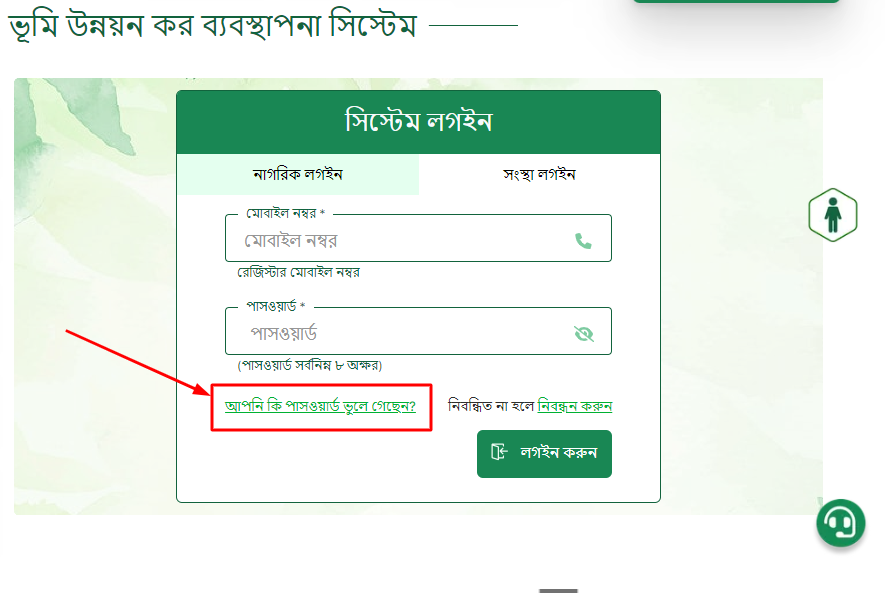 ভূমি উন্নয়ন কর ব্যবস্থাপনা সিস্টেম
সিস্টেম লগইন
নাগরিক লগইন
সংস্থা লগইন
মোবাইল নম্বর *
মোবাইল নম্বর
রেজিস্টার মোবাইল নম্বর
পাসওয়ার্ড *
পাসওয়ার্ড
(পাসওয়ার্ড সর্বনিম্ন ৮ অক্ষর)
আপনি কি পাসওয়ার্ড ভুলে গেছেন?
নিবন্ধিত না হলে নিবন্ধন করুন
লগইন করুন